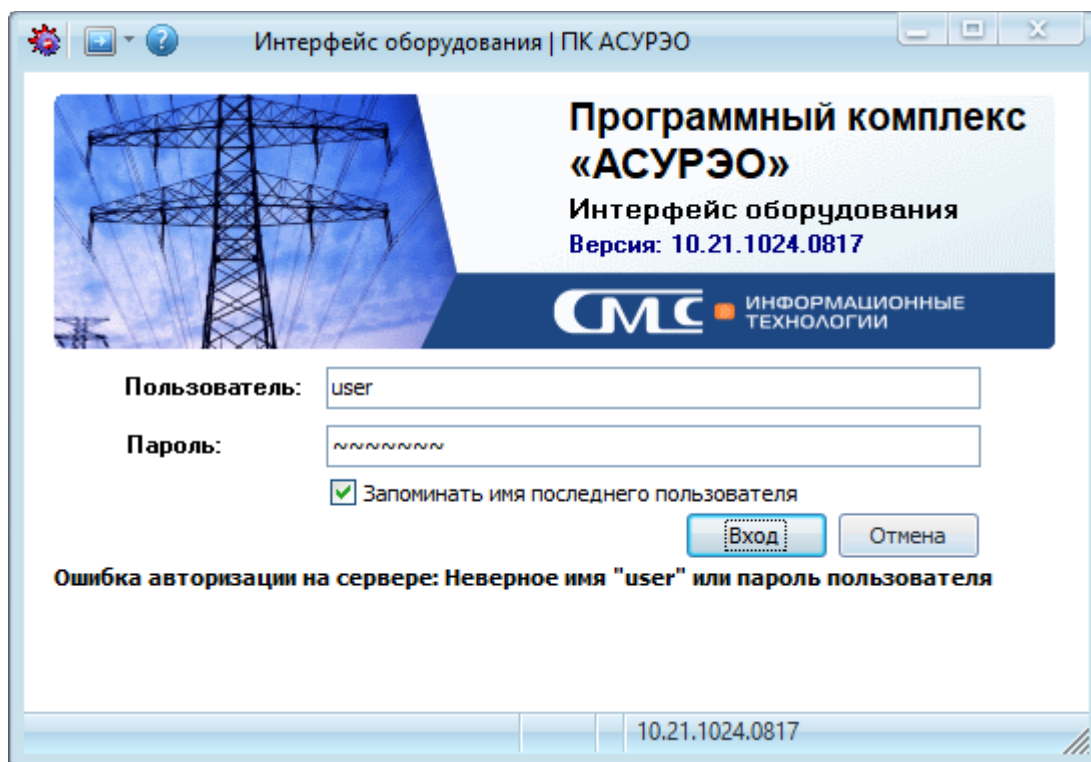 Интерфейс оборудования | ПК АСУРЭО
Программный комплекс
«АСУРЭО»
Интерфейс оборудования
Версия: 10.21.1024.0817
СМС ИНФОРМАЦИОННЫЕ
ТЕХНОЛОГИИ
Пользователь: user
Пароль: ~~~~~~~
Запоминать имя последнего пользователя
Вход Отмена
Ошибка авторизации на сервере: Неверное имя "user" или пароль пользователя
10.21.1024.0817